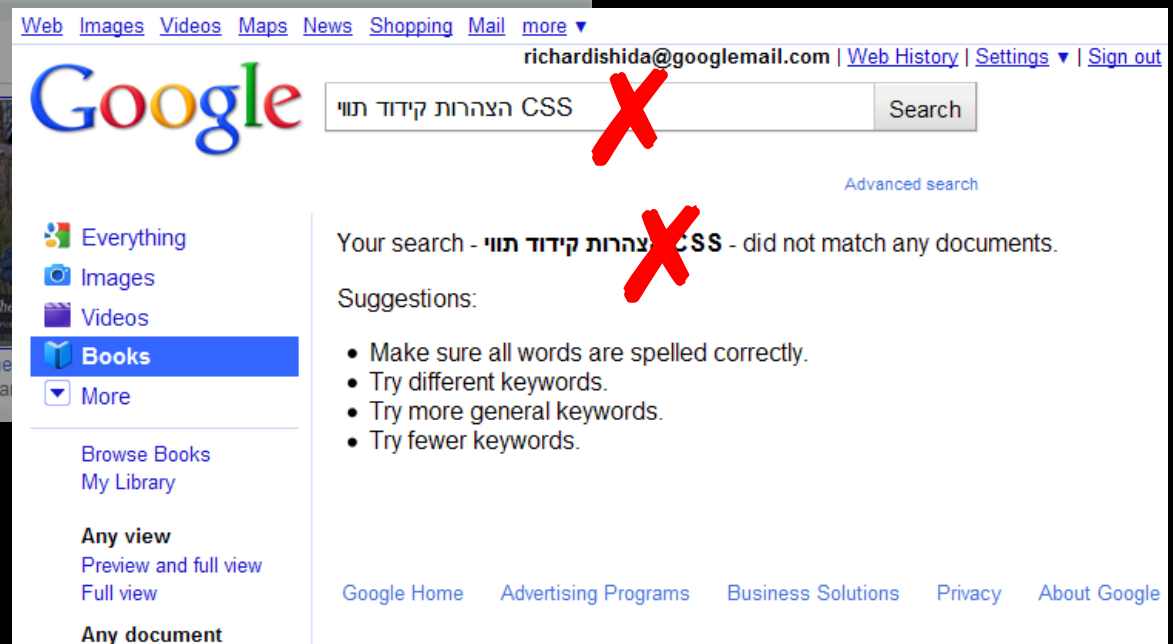 Web Images Videos Maps News Shopping Mail more ▼
richardishida@googlemail.com | Web History | Settings ▼ | Sign out
Google
הצהרות קידוד תווי CSS
Search
Advanced search
Everything
Images
Videos
Books
More
Browse Books
My Library
Any view
Preview and full view
Full view
Any document
Your search - הצהרות קידוד תווי CSS - did not match any documents.
Suggestions:
• Make sure all words are spelled correctly.
• Try different keywords.
• Try more general keywords.
• Try fewer keywords.
Google Home Advertising Programs Business Solutions Privacy About Google